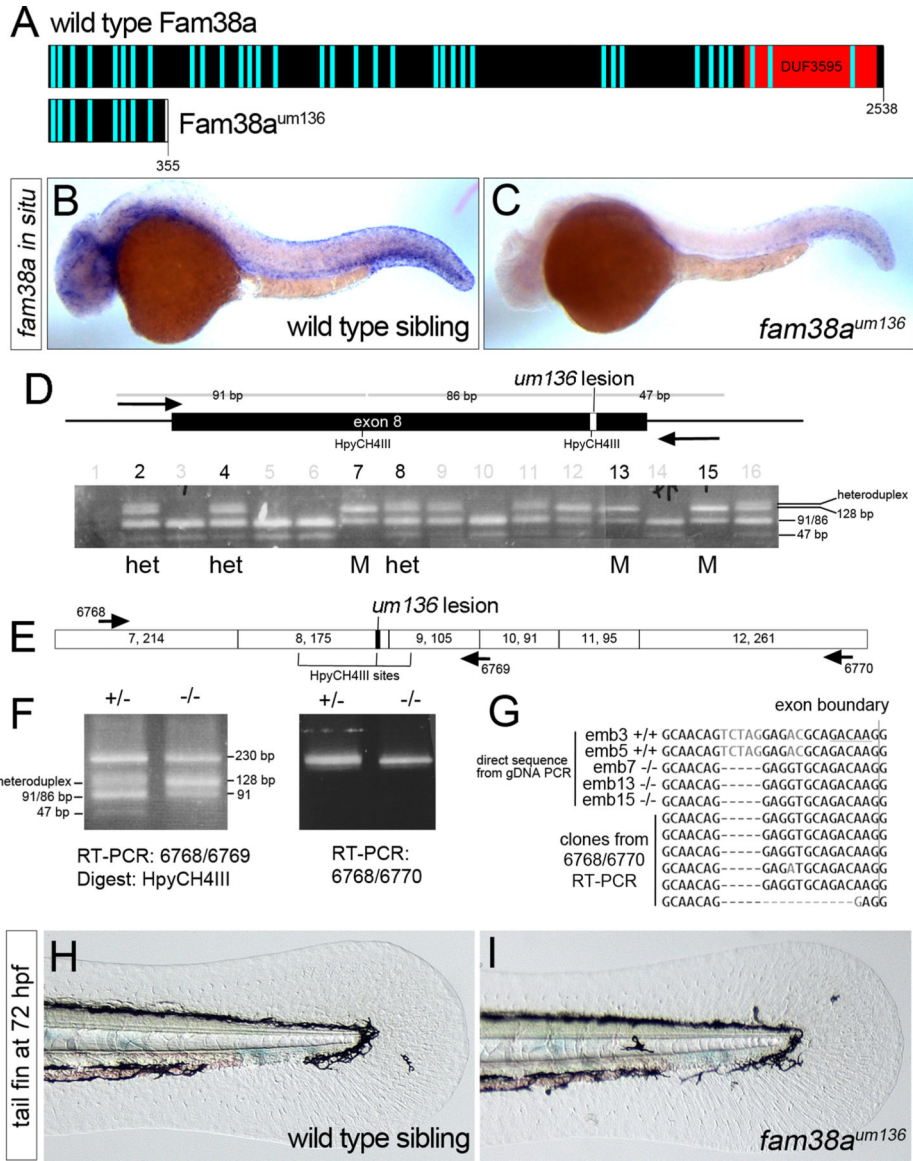 A
wild type Fam38a
DUF3595
2538
Fam38a^um136
355
fam38a in situ
B
wild type sibling
C
fam38a^um136
D
um136 lesion
91 bp
86 bp
47 bp
exon 8
HpyCH4III
HpyCH4III
1 2 3 4 5 6 7 8 9 10 11 12 13 14 15 16
heteroduplex
128 bp
91/86
47 bp
het het M het M M
E
um136 lesion
6768
7, 214
8, 175
9, 105
10, 91
11, 95
12, 261
HpyCH4III sites
6769
6770
F
+/- -/-
230 bp
heteroduplex
128 bp
91/86 bp
91
47 bp
RT-PCR: 6768/6769
Digest: HpyCH4III
+/- -/-
RT-PCR:
6768/6770
G
exon boundary
direct sequence
from gDNA PCR
emb3 +/+ GCAACAGTCTAGGAGACGCAGACAAGG
emb5 +/+ GCAACAGTCTAGGAGACGCAGACAAGG
emb7 -/- GCAACAG-----GAGGTGCAGACAAGG
emb13 -/- GCAACAG-----GAGGTGCAGACAAGG
emb15 -/- GCAACAG-----GAGGTGCAGACAAGG
clones from
6768/6770
RT-PCR
GCAACAG-----GAGGTGCAGACAAGG
GCAACAG-----GAGGTGCAGACAAGG
GCAACAG-----GAGGTGCAGACAAGG
GCAACAG-----GAGATGCAGACAAGG
GCAACAG-----GAGGTGCAGACAAGG
GCAACAG----------------GAGG
tail fin at 72 hpf
H
wild type sibling
I
fam38a^um136